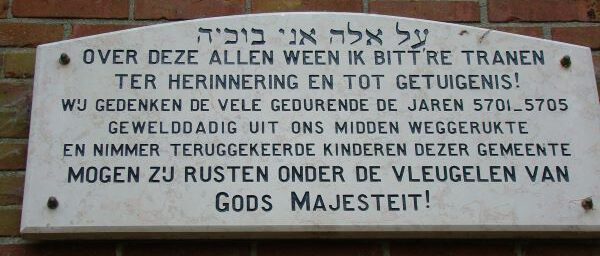 על אלה אני בוכיה
OVER DEZE ALLEN WEEN IK BITT'RE TRANEN
TER HERINNERING EN TOT GETUIGENIS!
WIJ GEDENKEN DE VELE GEDURENDE DE JAREN 5701-5705
GEWELDDADIG UIT ONS MIDDEN WEGGERUKTE
EN NIMMER TERUGGEKEERDE KINDEREN DEZER GEMEENTE
MOGEN ZIJ RUSTEN ONDER DE VLEUGELEN VAN
GODS MAJESTEIT!